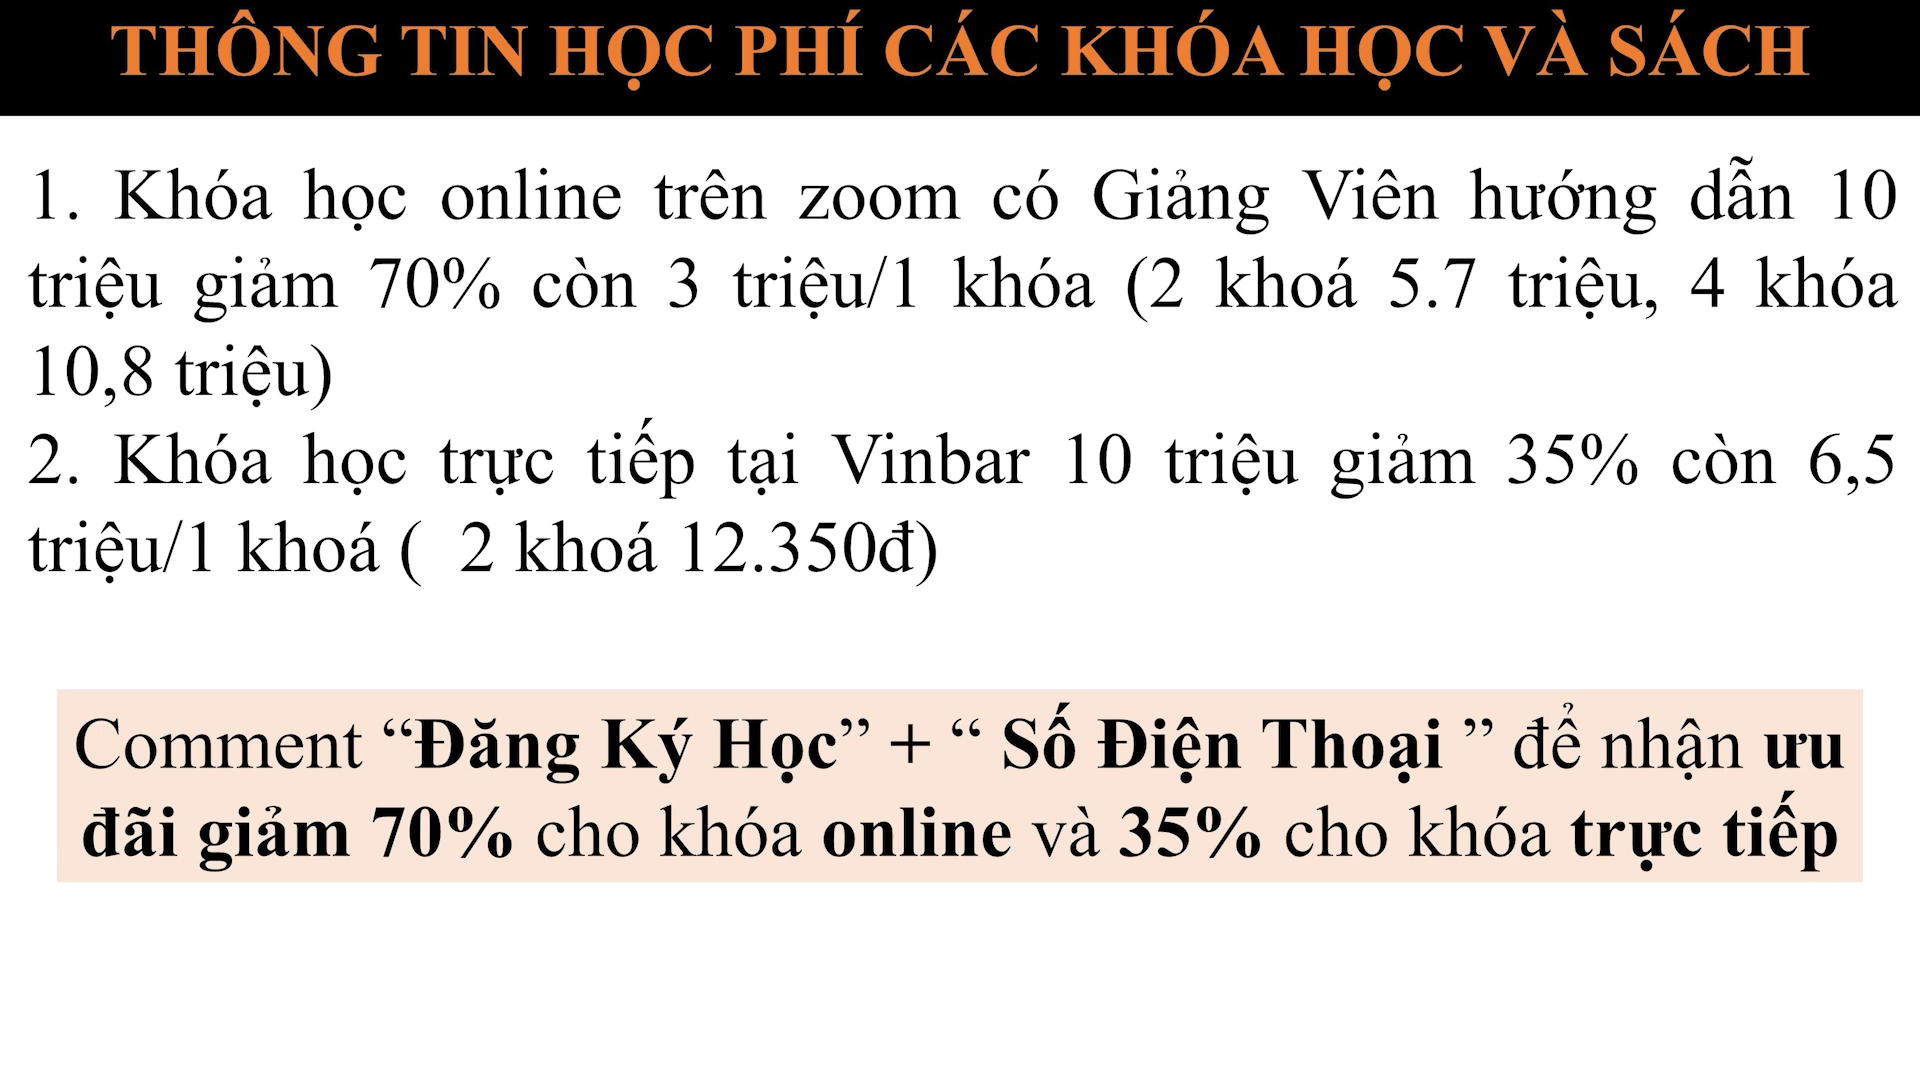 THÔNG TIN HỌC PHÍ CÁC KHÓA HỌC VÀ SÁCH
1. Khóa học online trên zoom có Giảng Viên hướng dẫn 10
triệu giảm 70% còn 3 triệu/1 khóa (2 khoá 5.7 triệu, 4 khóa
10,8 triệu)
2. Khóa học trực tiếp tại Vinbar 10 triệu giảm 35% còn 6,5
triệu/1 khoá (  2 khoá 12.350đ)
Comment “Đăng Ký Học” + “ Số Điện Thoại ” để nhận ưu
đãi giảm 70% cho khóa online và 35% cho khóa trực tiếp